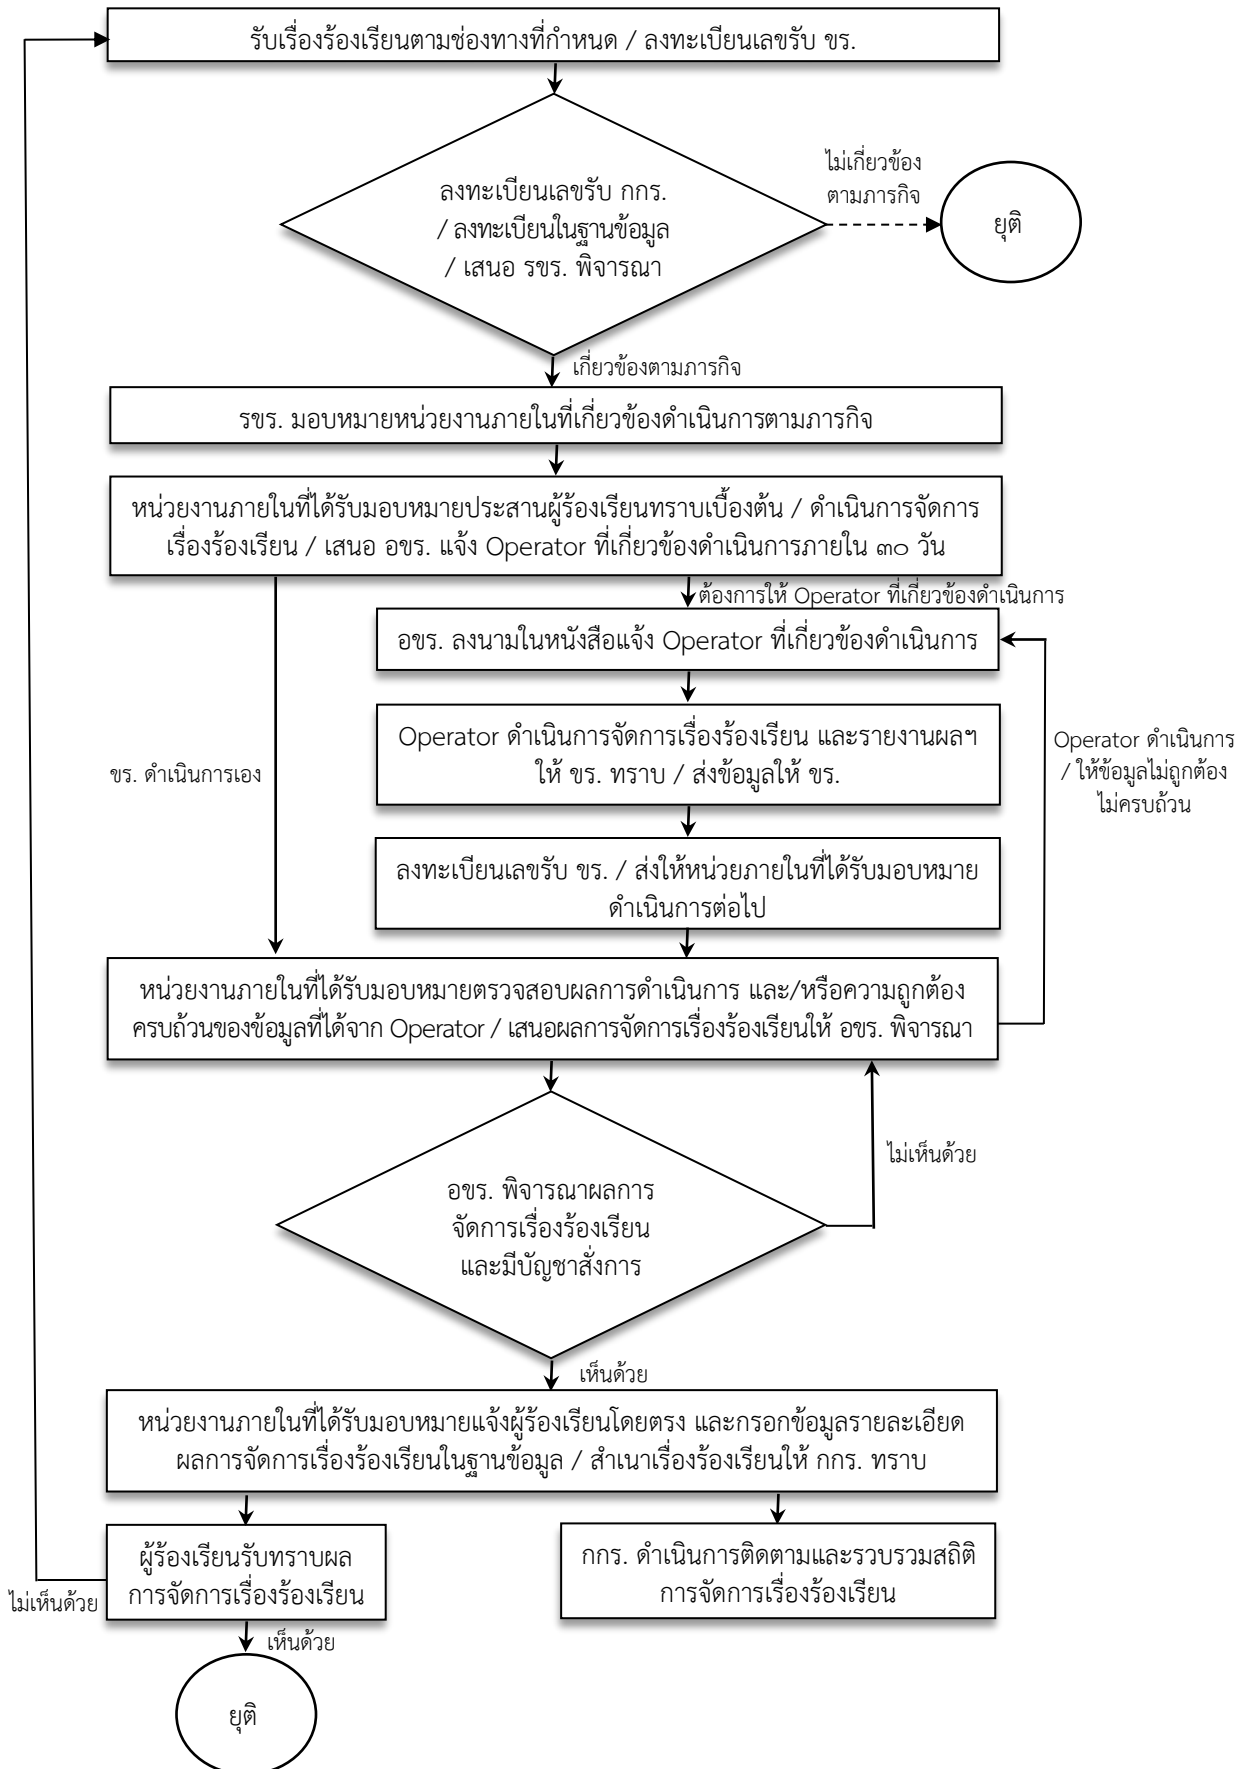 รับเรื่องร้องเรียนตามช่องทางที่กำหนด / ลงทะเบียนเลขรับ ขร.
ลงทะเบียนเลขรับ กกร.
/ ลงทะเบียนในฐานข้อมูล
/ เสนอ รขร. พิจารณา
ไม่เกี่ยวข้อง
ตามภารกิจ
ยุติ
เกี่ยวข้องตามภารกิจ
รขร. มอบหมายหน่วยงานภายในที่เกี่ยวข้องดำเนินการตามภารกิจ
หน่วยงานภายในที่ได้รับมอบหมายประสานผู้ร้องเรียนทราบเบื้องต้น / ดำเนินการจัดการ
เรื่องร้องเรียน / เสนอ อขร. แจ้ง Operator ที่เกี่ยวข้องดำเนินการภายใน ๓๐ วัน
ต้องการให้ Operator ที่เกี่ยวข้องดำเนินการ
อขร. ลงนามในหนังสือแจ้ง Operator ที่เกี่ยวข้องดำเนินการ
Operator ดำเนินการจัดการเรื่องร้องเรียน และรายงานผลฯ
ให้ ขร. ทราบ / ส่งข้อมูลให้ ขร.
ขร. ดำเนินการเอง
Operator ดำเนินการ
/ ให้ข้อมูลไม่ถูกต้อง
ไม่ครบถ้วน
ลงทะเบียนเลขรับ ขร. / ส่งให้หน่วยภายในที่ได้รับมอบหมาย
ดำเนินการต่อไป
หน่วยงานภายในที่ได้รับมอบหมายตรวจสอบผลการดำเนินการ และ/หรือความถูกต้อง
ครบถ้วนของข้อมูลที่ได้จาก Operator / เสนอผลการจัดการเรื่องร้องเรียนให้ อขร. พิจารณา
ไม่เห็นด้วย
อขร. พิจารณาผลการ
จัดการเรื่องร้องเรียน
และมีบัญชาสั่งการ
เห็นด้วย
หน่วยงานภายในที่ได้รับมอบหมายแจ้งผู้ร้องเรียนโดยตรง และกรอกข้อมูลรายละเอียด
ผลการจัดการเรื่องร้องเรียนในฐานข้อมูล / สำเนาเรื่องร้องเรียนให้ กกร. ทราบ
ผู้ร้องเรียนรับทราบผล
การจัดการเรื่องร้องเรียน
กกร. ดำเนินการติดตามและรวบรวมสถิติ
การจัดการเรื่องร้องเรียน
ไม่เห็นด้วย
เห็นด้วย
ยุติ